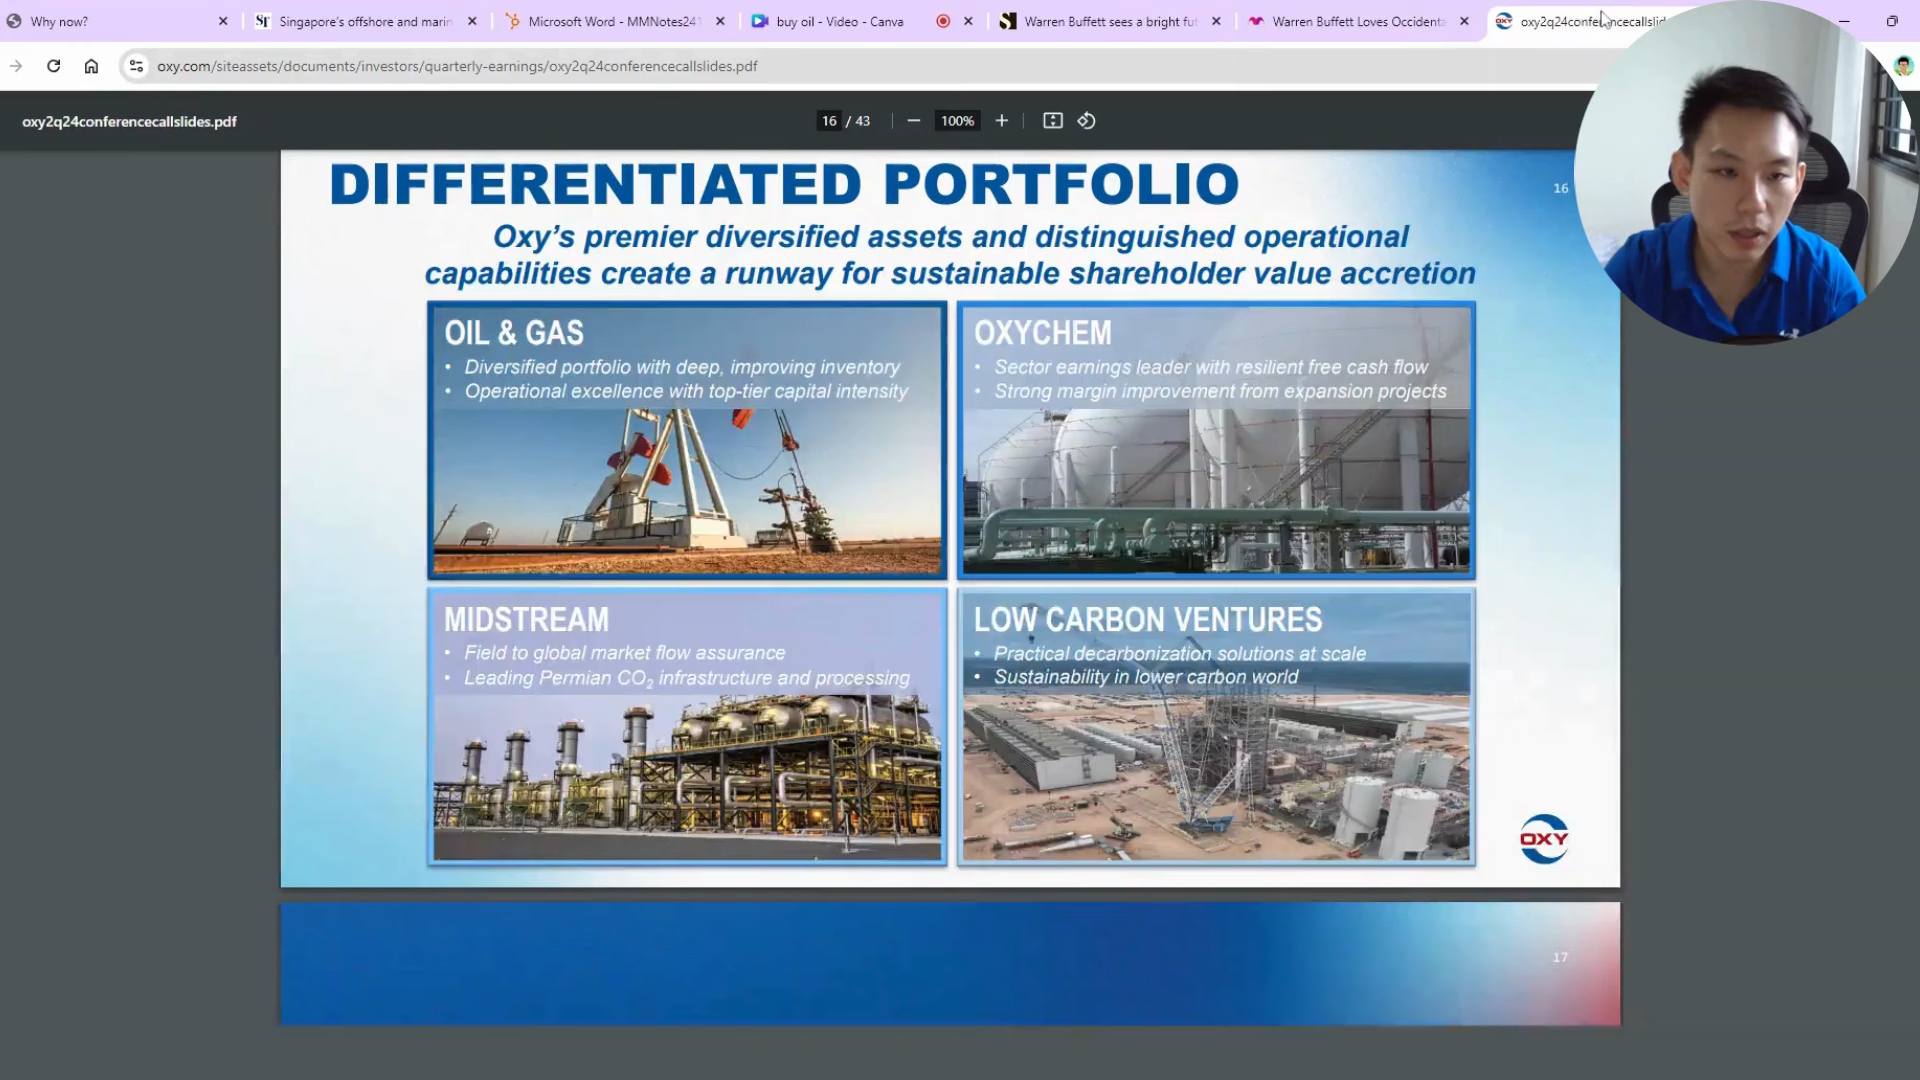 Why now?
Singapore's offshore and marin
Microsoft Word - MMNotes241
buy oil - Video - Canva
Warren Buffett sees a bright fut
Warren Buffett Loves Occidenta
oxy2q24conferencecallslid
oxy.com/siteassets/documents/investors/quarterly-earnings/oxy2q24conferencecallslides.pdf
oxy2q24conferencecallslides.pdf
16 / 43
100%
DIFFERENTIATED PORTFOLIO
16
Oxy's premier diversified assets and distinguished operational
capabilities create a runway for sustainable shareholder value accretion
OIL & GAS
• Diversified portfolio with deep, improving inventory
• Operational excellence with top-tier capital intensity
OXYCHEM
• Sector earnings leader with resilient free cash flow
• Strong margin improvement from expansion projects
MIDSTREAM
• Field to global market flow assurance
• Leading Permian CO₂ infrastructure and processing
LOW CARBON VENTURES
• Practical decarbonization solutions at scale
• Sustainability in lower carbon world
OXY
17